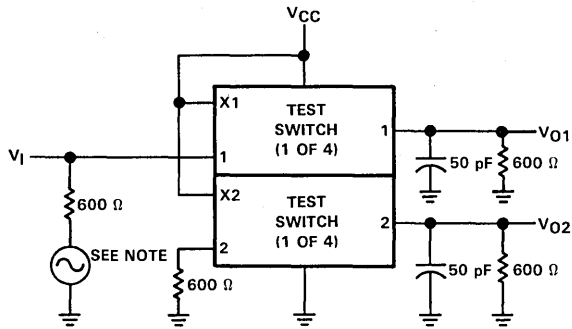 VCC
X1
TEST
SWITCH
(1 OF 4)
1
VO1
VI
1
50 pF
600 Ω
X2
600 Ω
TEST
SWITCH
(1 OF 4)
2
VO2
SEE NOTE
2
600 Ω
50 pF
600 Ω